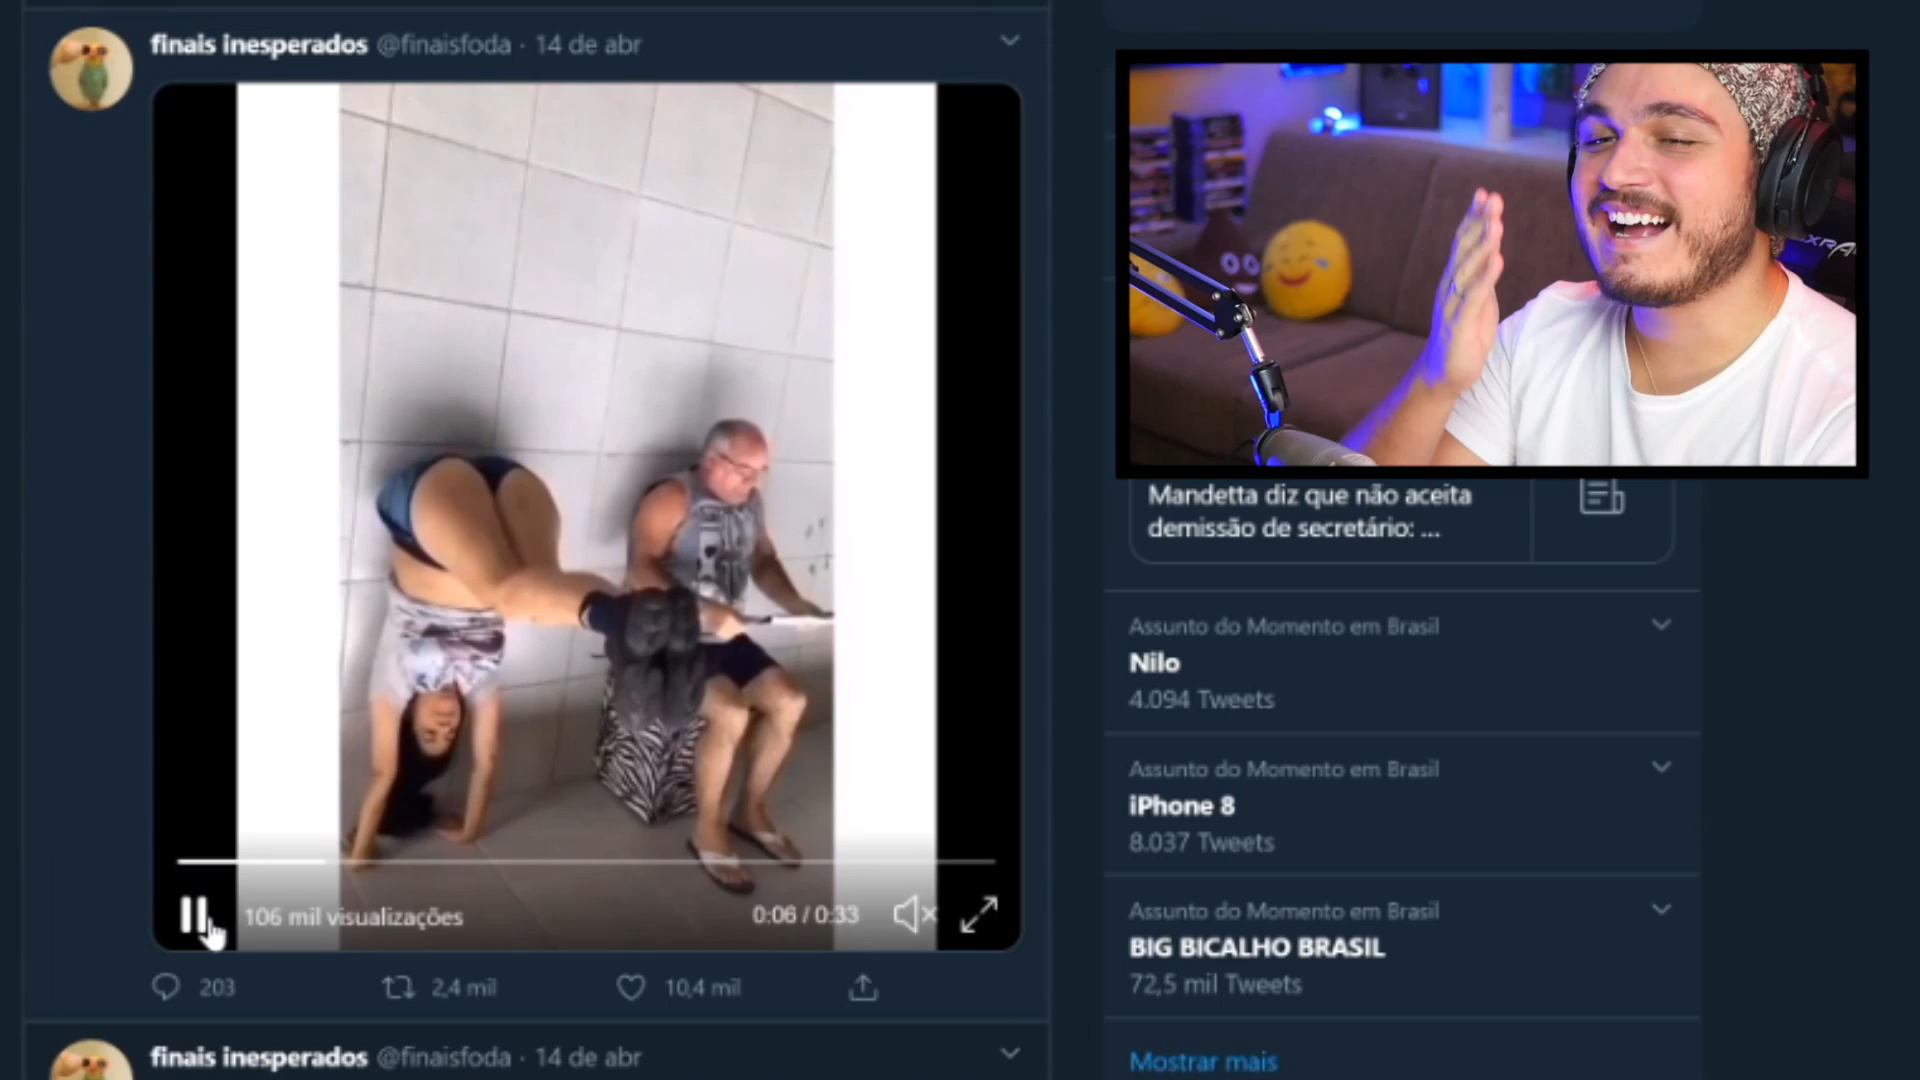 finais inesperados @finaisfoda · 14 de abr
106 mil visualizações
0:06 / 0:33
203
2,4 mil
10,4 mil
finais inesperados @finaisfoda · 14 de abr
Mandetta diz que não aceita
demissão de secretário: ...
Assunto do Momento em Brasil
Nilo
4.094 Tweets
Assunto do Momento em Brasil
iPhone 8
8.037 Tweets
Assunto do Momento em Brasil
BIG BICALHO BRASIL
72,5 mil Tweets
Mostrar mais